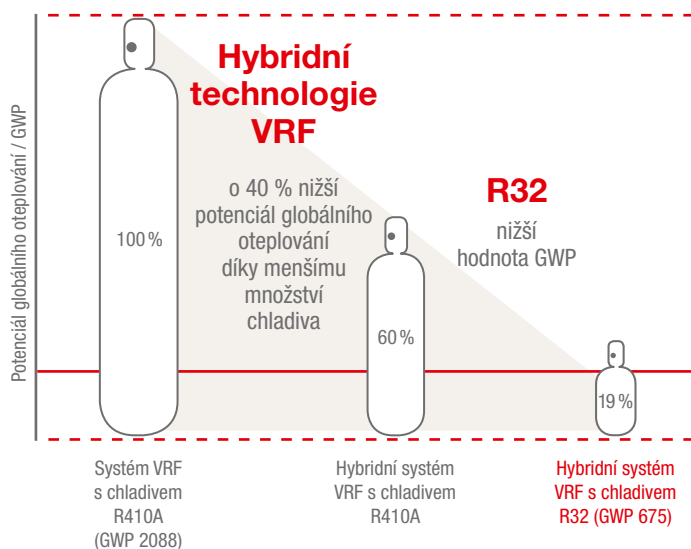 Potenciál globálního oteplování / GWP
Hybridní
technologie
VRF
o 40 % nižší
potenciál globálního
oteplování
díky menšímu
množství
chladiva
R32
nižší
hodnota GWP
100 %
60 %
19 %
Systém VRF
s chladivem
R410A
(GWP 2088)
Hybridní systém
VRF s chladivem
R410A
Hybridní systém
VRF s chladivem
R32 (GWP 675)